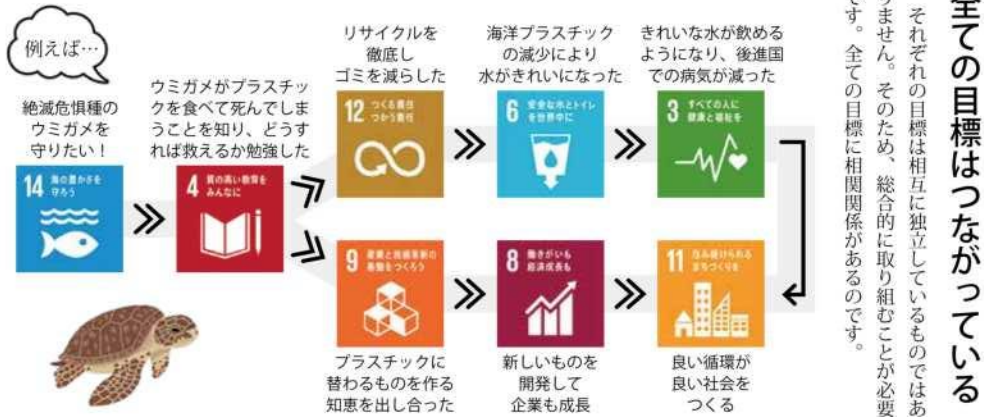 全ての目標はつながっている
それぞれの目標は相互に独立しているものではあ
りません。そのため、総合的に取り組むことが必要
です。全ての目標に相関関係があるのです。
例えば…
絶滅危惧種の
ウミガメを
守りたい!
14 海の豊かさを
守ろう
ウミガメがプラスチッ
クを食べて死んでしま
うことを知り、どうす
れば救えるか勉強した
4 質の高い教育を
みんなに
リサイクルを
徹底し
ゴミを減らした
12 つくる責任
つかう責任
海洋プラスチック
の減少により
水がきれいになった
6 安全な水とトイレ
を世界中に
きれいな水が飲める
ようになり、後進国
での病気が減った
3 すべての人に
健康と福祉を
9 産業と技術革新の
基盤をつくろう
プラスチックに
替わるものを作る
知恵を出し合った
8 働きがいも
経済成長も
新しいものを
開発して
企業も成長
11 住み続けられる
まちづくりを
良い循環が
良い社会を
つくる